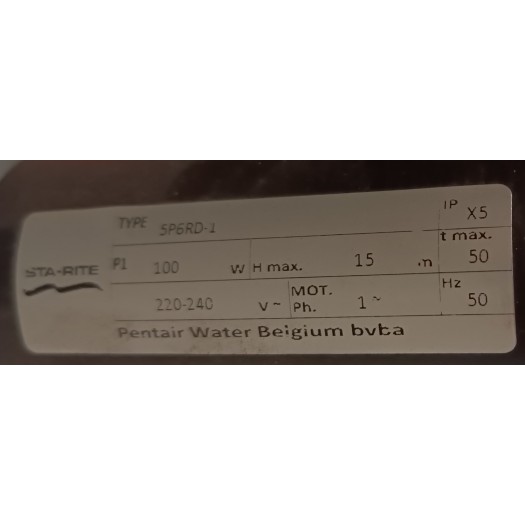 TYPE 5P6RD-1 IP X5
STA-RITE P1 100 W H max. 15 m t max. 50
220-240 V~ MOT. Ph. 1~ Hz 50
Pentair Water Belgium bvba